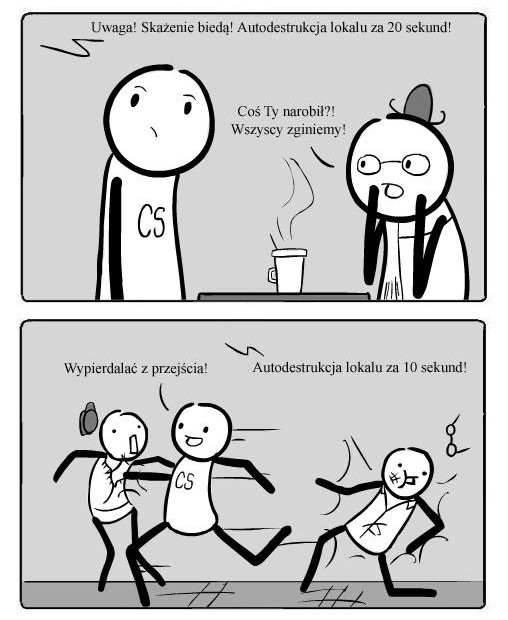 Uwaga! Skażenie biedą! Autodestrukcja lokalu za 20 sekund!
Coś Ty narobił?!
Wszyscy zginiemy!
CS
Wypierdalać z przejścia!
Autodestrukcja lokalu za 10 sekund!
CS